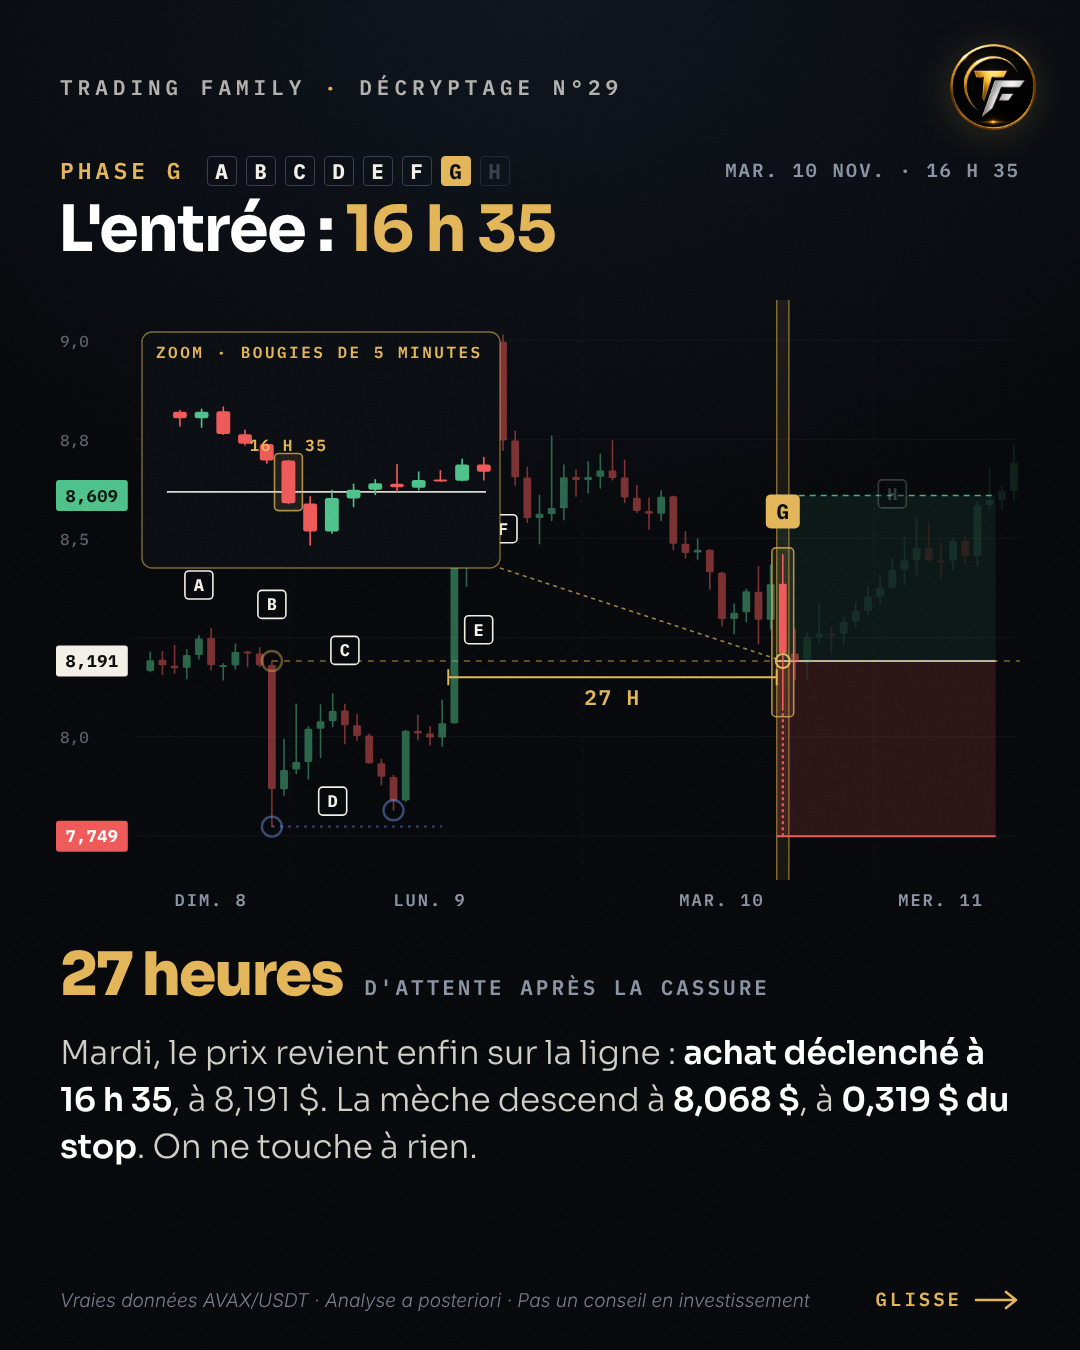 TRADING FAMILY · DÉCRYPTAGE N°29
TF
PHASE G A B C D E F G H
MAR. 10 NOV. · 16 H 35
L'entrée : 16 h 35
ZOOM · BOUGIES DE 5 MINUTES
16 H 35
9,0
8,8
8,609
8,5
8,191
8,0
7,749
A
B
C
D
E
F
G
H
27 H
DIM. 8
LUN. 9
MAR. 10
MER. 11
27 heures D'ATTENTE APRÈS LA CASSURE
Mardi, le prix revient enfin sur la ligne : achat déclenché à
16 h 35, à 8,191 $. La mèche descend à 8,068 $, à 0,319 $ du
stop. On ne touche à rien.
Vraies données AVAX/USDT · Analyse a posteriori · Pas un conseil en investissement
GLISSE →